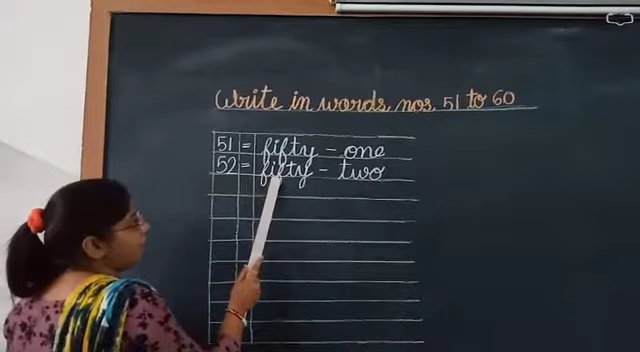 Write in words nos. 51 to 60
51 = fifty - one
52 = fifty - two